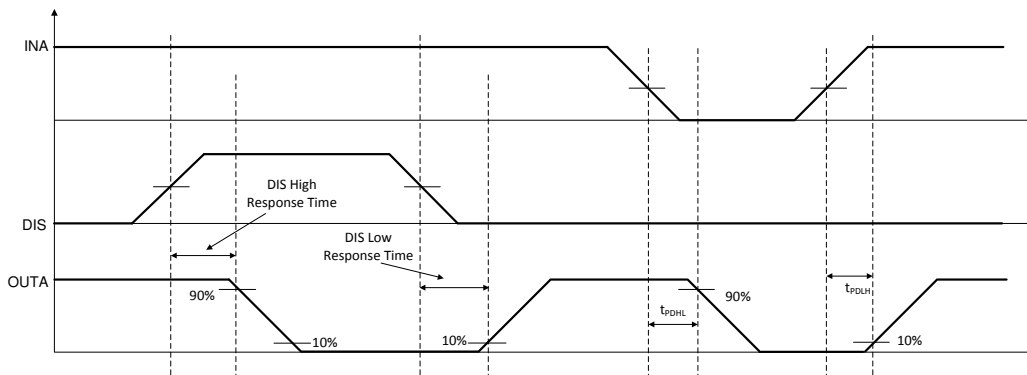 INA
DIS High
Response Time
DIS
DIS Low
Response Time
OUTA
90%
10%
10%
tPDHL
90%
tPDLH
10%